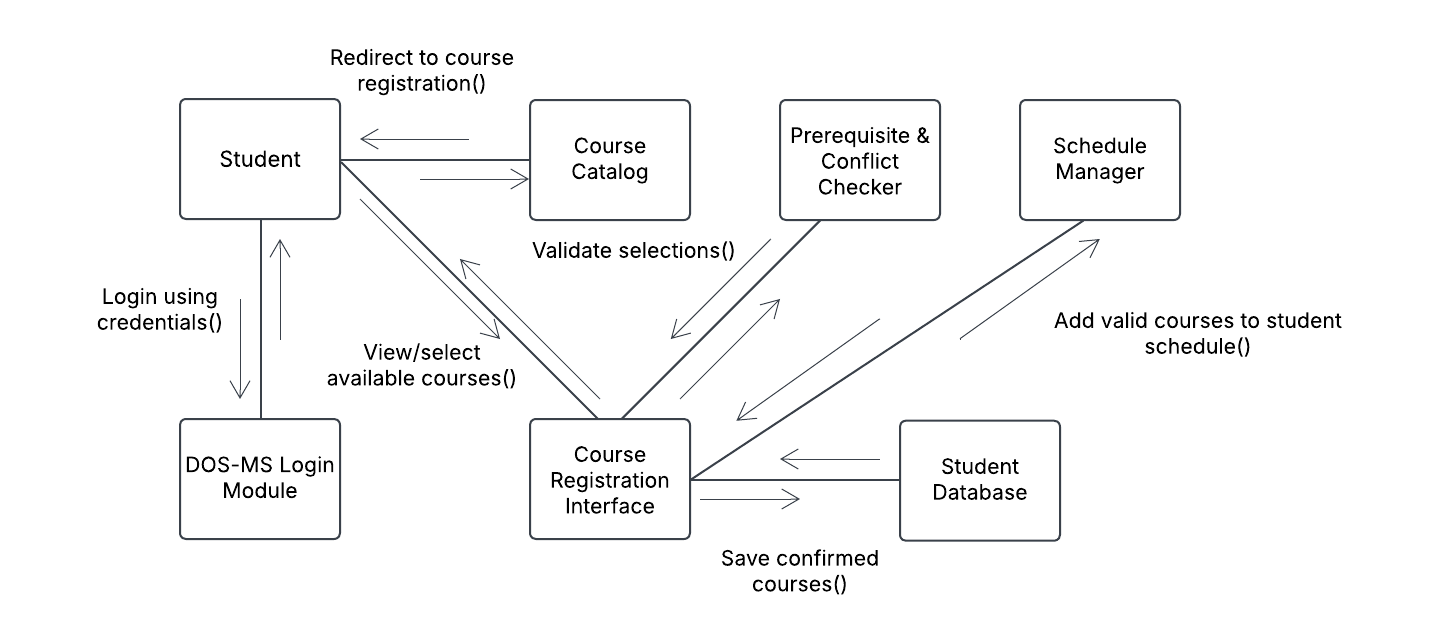 Redirect to course
registration()
Student
Course
Catalog
Prerequisite &
Conflict
Checker
Schedule
Manager
Validate selections()
Login using
credentials()
View/select
available courses()
Add valid courses to student
schedule()
DOS-MS Login
Module
Course
Registration
Interface
Student
Database
Save confirmed
courses()